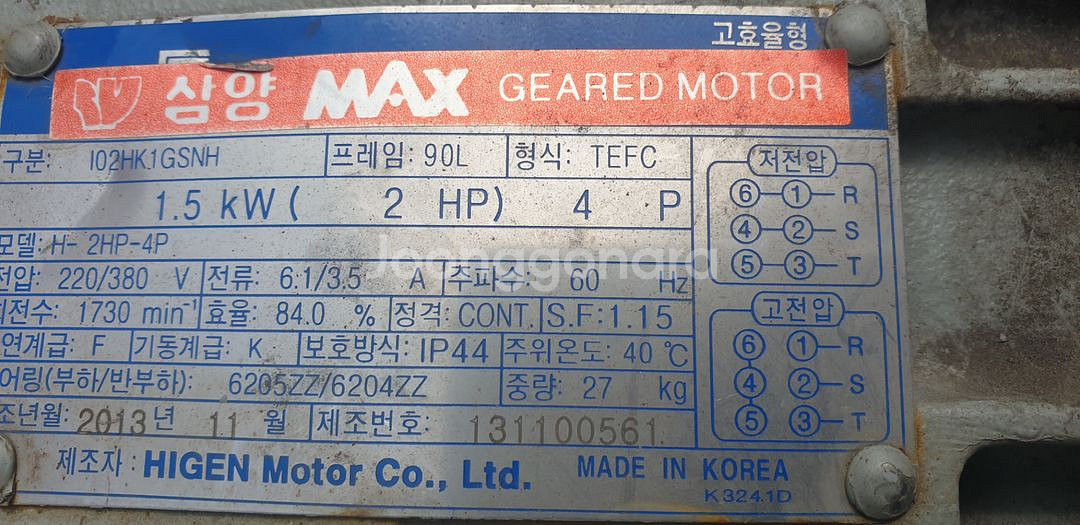 고효율형
삼양 MAX GEARED MOTOR
구분: I02HK1GSNH 프레임: 90L 형식: TEFC
1.5 kW ( 2 HP) 4 P
모델: H- 2HP-4P
전압: 220/380 V 전류: 6.1/3.5 A 주파수: 60 Hz
회전수: 1730 min⁻¹ 효율: 84.0 % 정격: CONT. S.F: 1.15
연계급: F 기동계급: K 보호방식: IP44 주위온도: 40 ℃
어링(부하/반부하): 6205ZZ/6204ZZ 중량: 27 kg
조년월: 2013 년 11 월 제조번호: 131100561
제조자: HIGEN Motor Co., Ltd. MADE IN KOREA
K3241D
저전압
⑥ ① R
④ ② S
⑤ ③ T
고전압
⑥ ① R
④ ② S
⑤ ③ T
Joonggonara